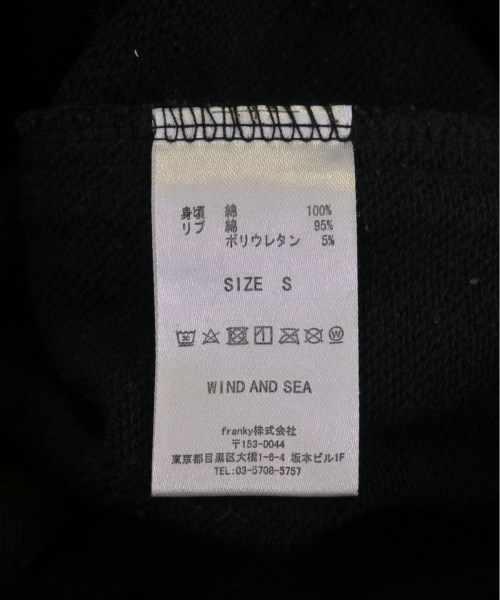 身頃 綿 100%
リブ 綿 95%
ポリウレタン 5%
SIZE S
WIND AND SEA
franky株式会社
〒153-0044
東京都目黒区大橋1-6-4 坂本ビル1F
TEL:03-5708-5757